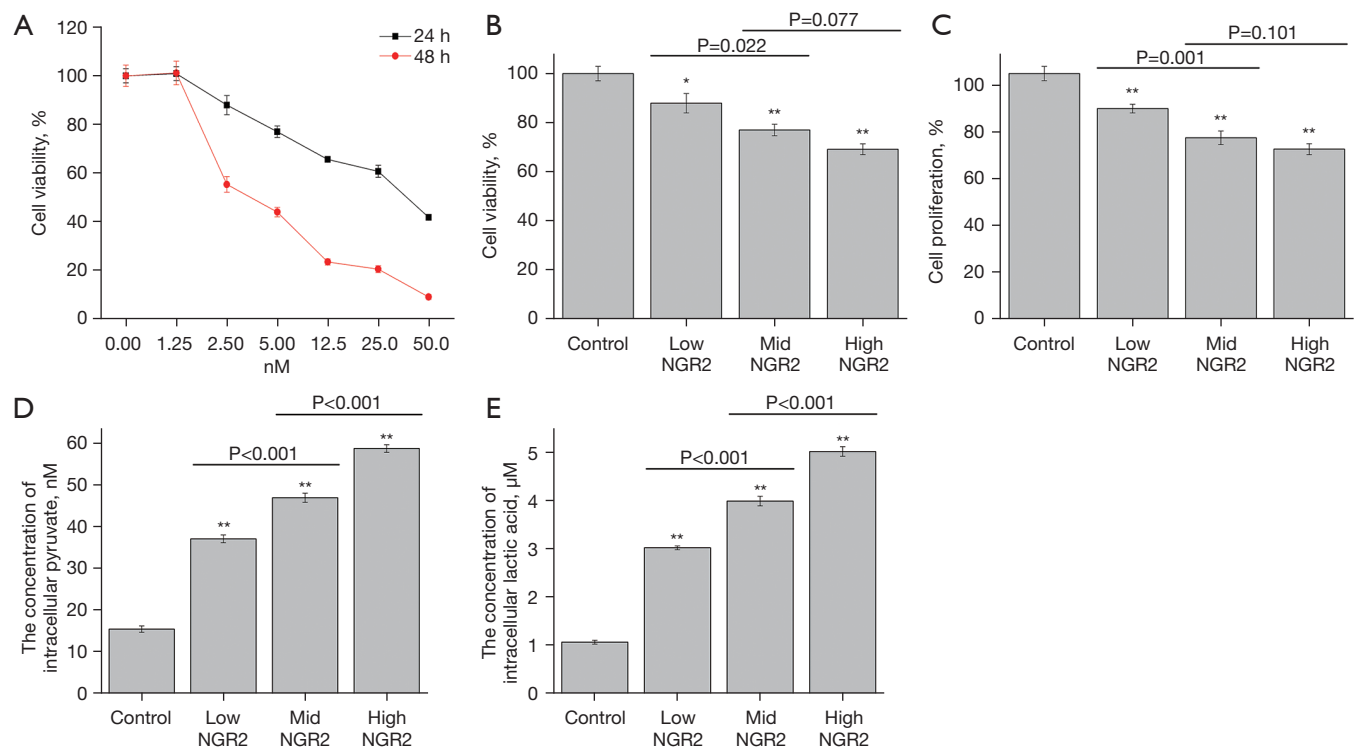 A
120
100
80
60
40
20
0
Cell viability, %
24 h
48 h
0.00 1.25 2.50 5.00 12.5 25.0 50.0
nM
B
P=0.077
P=0.022
100
80
60
40
20
0
Cell viability, %
*
**
**
Control Low Mid High
NGR2 NGR2 NGR2
C
P=0.101
P=0.001
100
80
60
40
20
0
Cell proliferation, %
**
**
**
Control Low Mid High
NGR2 NGR2 NGR2
D
P<0.001
P<0.001
60
50
40
30
20
10
0
The concentration of
intracellular pyruvate, nM
**
**
**
Control Low Mid High
NGR2 NGR2 NGR2
E
P<0.001
P<0.001
5
4
3
2
1
0
The concentration of
intracellular lactic acid, µM
**
**
**
Control Low Mid High
NGR2 NGR2 NGR2